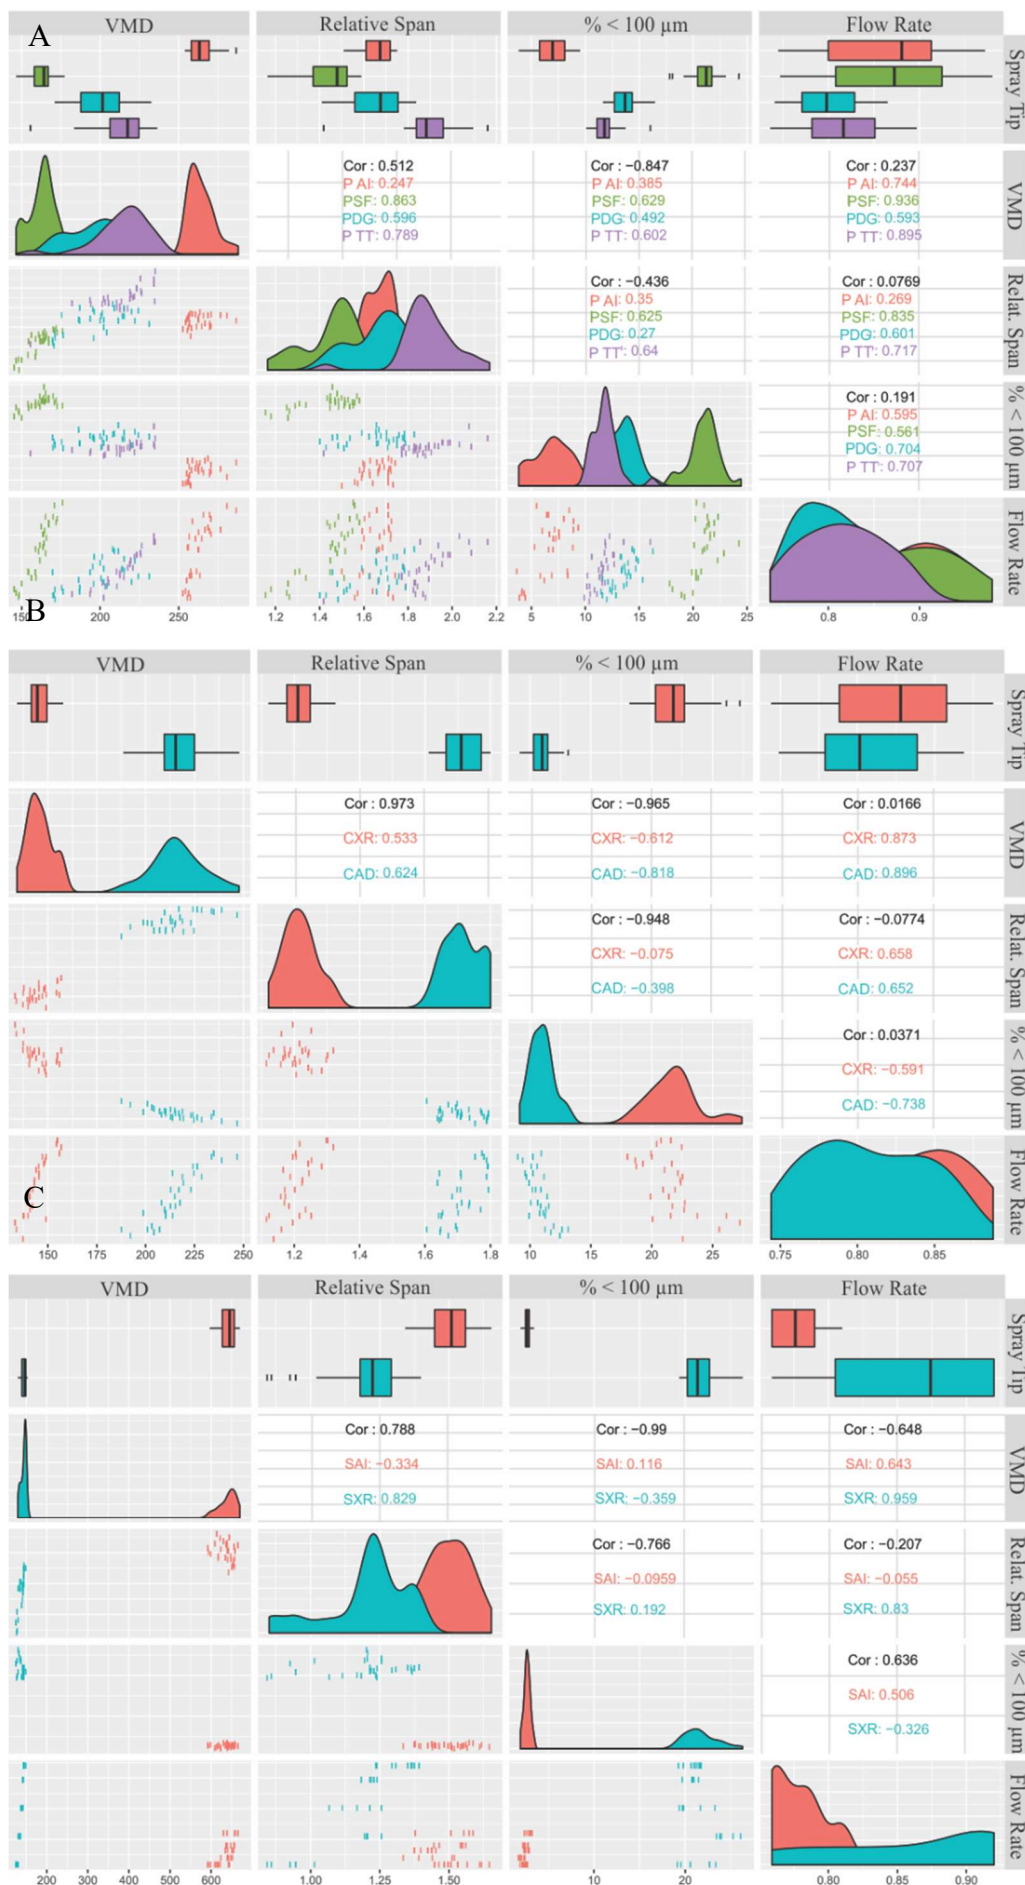 A
VMD Relative Span % < 100 µm Flow Rate
Spray Tip
Cor : 0.512 Cor : −0.847 Cor : 0.237
P AI: 0.247 P AI: 0.385 P AI: 0.744
PSF: 0.863 PSF: 0.629 PSF: 0.936
PDG: 0.596 PDG: 0.492 PDG: 0.593
P TT: 0.789 P TT: 0.602 P TT: 0.895
VMD
Cor : −0.436 Cor : 0.0769
P AI: 0.35 P AI: 0.269
PSF: 0.625 PSF: 0.835
PDG: 0.27 PDG: 0.601
P TT: 0.64 P TT: 0.717
Relat. Span
Cor : 0.191
P AI: 0.595
PSF: 0.561
PDG: 0.704
P TT: 0.707
% < 100 µm
Flow Rate
150 200 250 1.2 1.4 1.6 1.8 2.0 2.2 5 10 15 20 25 0.8 0.9
B
VMD Relative Span % < 100 µm Flow Rate
Spray Tip
Cor : 0.973 Cor : −0.965 Cor : 0.0166
CXR: 0.533 CXR: −0.612 CXR: 0.873
CAD: 0.624 CAD: −0.818 CAD: 0.896
VMD
Cor : −0.948 Cor : −0.0774
CXR: −0.075 CXR: 0.658
CAD: −0.398 CAD: 0.652
Relat. Span
Cor : 0.0371
CXR: −0.591
CAD: −0.738
% < 100 µm
Flow Rate
C
150 175 200 225 250 1.2 1.4 1.6 1.8 10 15 20 25 0.75 0.80 0.85
VMD Relative Span % < 100 µm Flow Rate
Spray Tip
Cor : 0.788 Cor : −0.99 Cor : −0.648
SAI: −0.334 SAI: 0.116 SAI: 0.643
SXR: 0.829 SXR: −0.359 SXR: 0.959
VMD
Cor : −0.766 Cor : −0.207
SAI: −0.0959 SAI: −0.055
SXR: 0.192 SXR: 0.83
Relat. Span
Cor : 0.636
SAI: 0.506
SXR: −0.326
% < 100 µm
Flow Rate
200 300 400 500 600 1.00 1.25 1.50 10 20 0.80 0.85 0.90